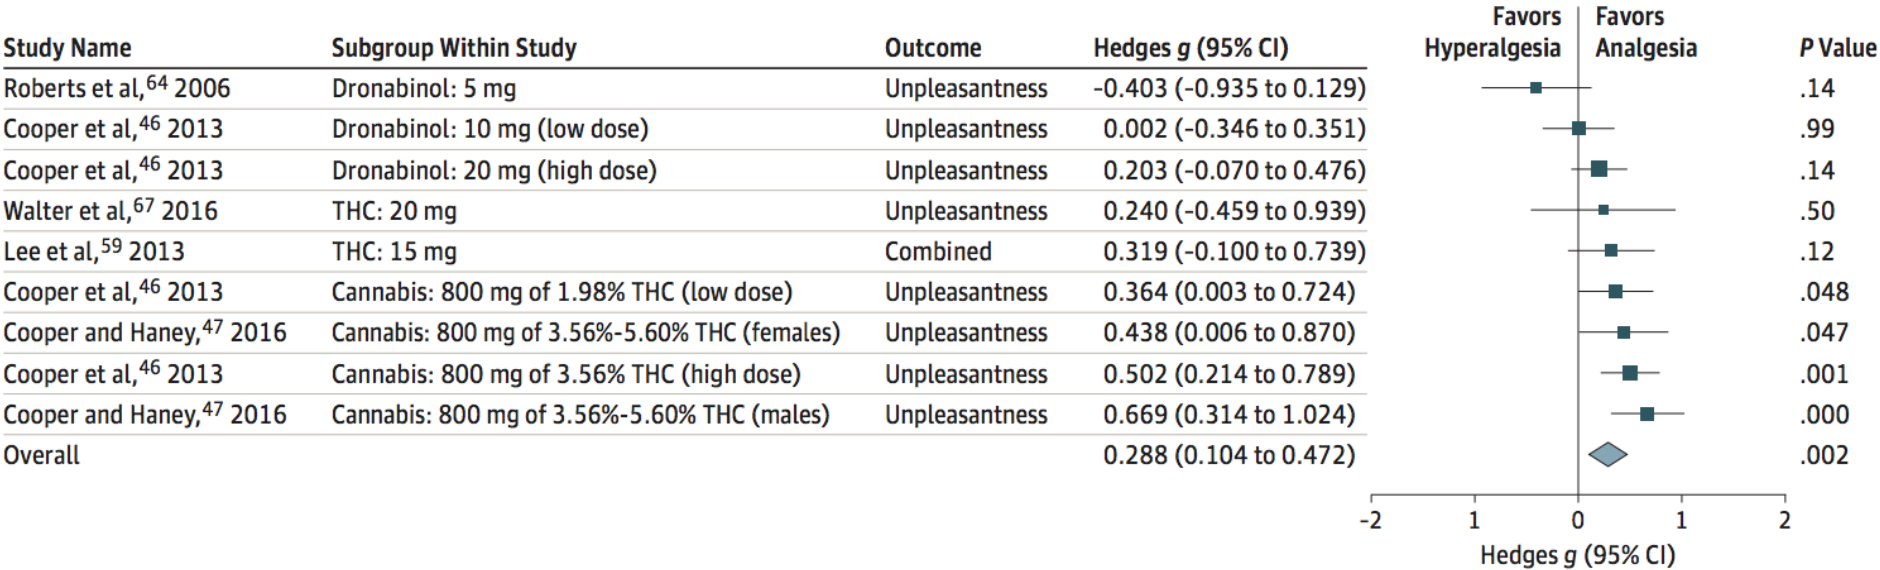 Favors Favors
Study Name Subgroup Within Study Outcome Hedges g (95% CI) Hyperalgesia Analgesia P Value
Roberts et al,64 2006 Dronabinol: 5 mg Unpleasantness -0.403 (-0.935 to 0.129) .14
Cooper et al,46 2013 Dronabinol: 10 mg (low dose) Unpleasantness 0.002 (-0.346 to 0.351) .99
Cooper et al,46 2013 Dronabinol: 20 mg (high dose) Unpleasantness 0.203 (-0.070 to 0.476) .14
Walter et al,67 2016 THC: 20 mg Unpleasantness 0.240 (-0.459 to 0.939) .50
Lee et al,59 2013 THC: 15 mg Combined 0.319 (-0.100 to 0.739) .12
Cooper et al,46 2013 Cannabis: 800 mg of 1.98% THC (low dose) Unpleasantness 0.364 (0.003 to 0.724) .048
Cooper and Haney,47 2016 Cannabis: 800 mg of 3.56%-5.60% THC (females) Unpleasantness 0.438 (0.006 to 0.870) .047
Cooper et al,46 2013 Cannabis: 800 mg of 3.56% THC (high dose) Unpleasantness 0.502 (0.214 to 0.789) .001
Cooper and Haney,47 2016 Cannabis: 800 mg of 3.56%-5.60% THC (males) Unpleasantness 0.669 (0.314 to 1.024) .000
Overall 0.288 (0.104 to 0.472) .002
-2 1 0 1 2
Hedges g (95% CI)